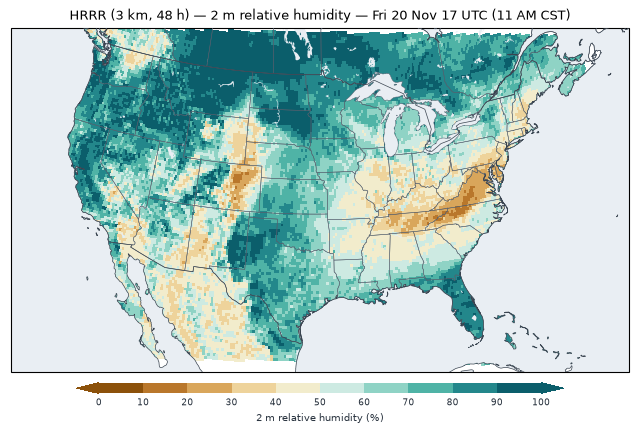 HRRR (3 km, 48 h) — 2 m relative humidity — Fri 20 Nov 17 UTC (11 AM CST)
0 10 20 30 40 50 60 70 80 90 100
2 m relative humidity (%)